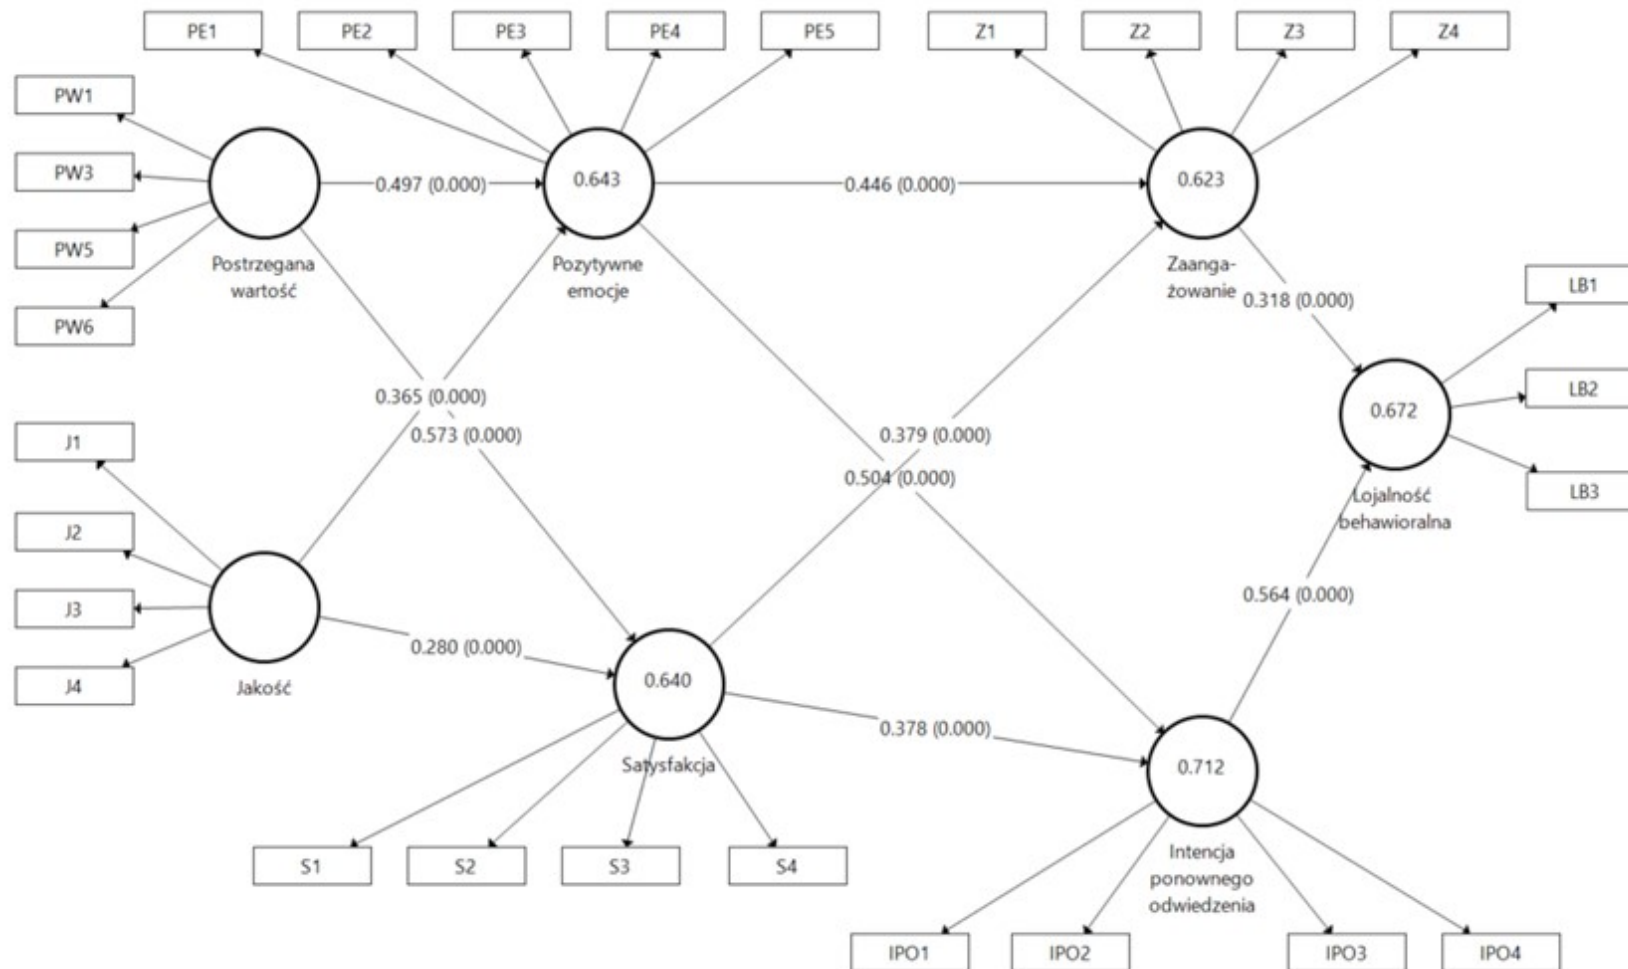 PE1
PE2
PE3
PE4
PE5
Z1
Z2
Z3
Z4
PW1
PW3
PW5
PW6
0.497 (0.000)
0.643
0.446 (0.000)
0.623
Postrzegana
wartość
Pozytywne
emocje
Zaanga-
żowanie
0.318 (0.000)
LB1
LB2
LB3
0.672
Lojalność
behawioralna
0.365 (0.000)
0.573 (0.000)
0.379 (0.000)
0.504 (0.000)
J1
J2
J3
J4
Jakość
0.280 (0.000)
0.640
Satysfakcja
0.378 (0.000)
0.564 (0.000)
0.712
Intencja
ponownego
odwiedzenia
S1
S2
S3
S4
IPO1
IPO2
IPO3
IPO4